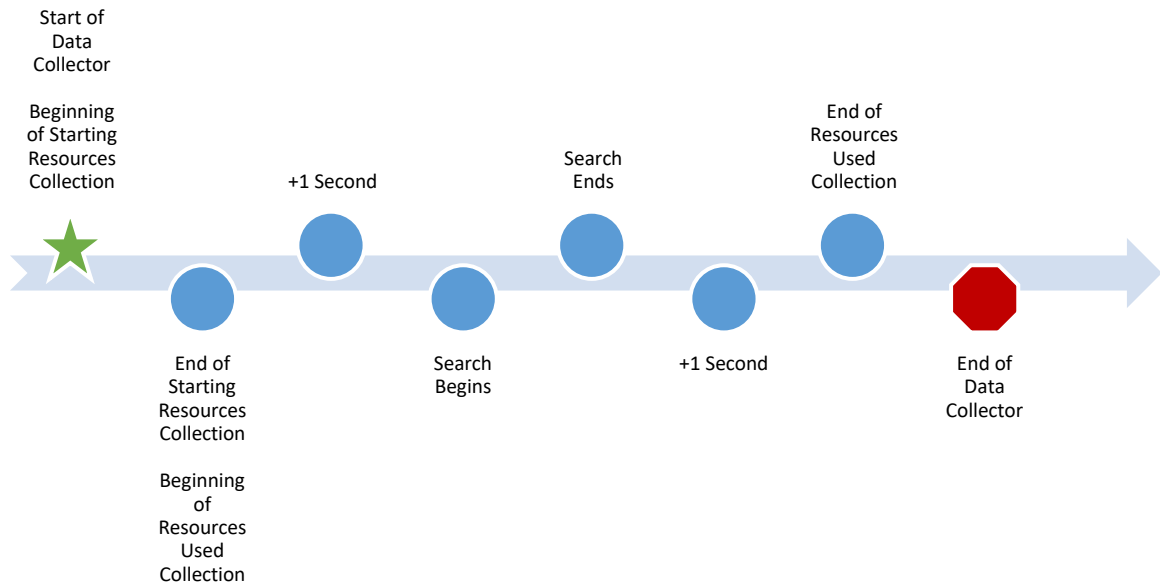 Start of
Data
Collector
Beginning
of Starting
Resources
Collection
End of
Starting
Resources
Collection
Beginning
of
Resources
Used
Collection
+1 Second
Search
Begins
Search
Ends
+1 Second
End of
Resources
Used
Collection
End of
Data
Collector